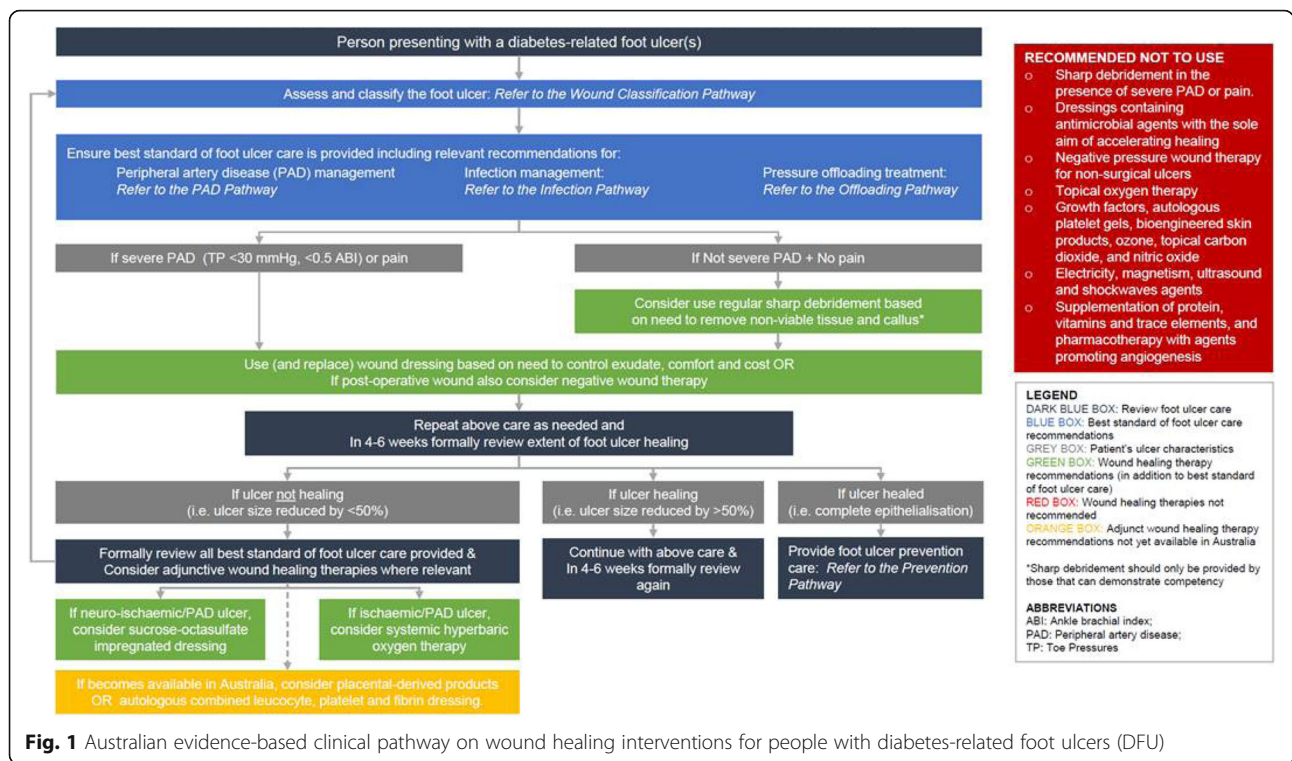 Person presenting with a diabetes-related foot ulcer(s)
Assess and classify the foot ulcer: Refer to the Wound Classification Pathway
Ensure best standard of foot ulcer care is provided including relevant recommendations for:
Peripheral artery disease (PAD) management
Refer to the PAD Pathway
Infection management:
Refer to the Infection Pathway
Pressure offloading treatment:
Refer to the Offloading Pathway
If severe PAD (TP <30 mmHg, <0.5 ABI) or pain
If Not severe PAD + No pain
Consider use regular sharp debridement based
on need to remove non-viable tissue and callus*
Use (and replace) wound dressing based on need to control exudate, comfort and cost OR
If post-operative wound also consider negative wound therapy
Repeat above care as needed and
In 4-6 weeks formally review extent of foot ulcer healing
If ulcer not healing
(i.e. ulcer size reduced by <50%)
If ulcer healing
(i.e. ulcer size reduced by >50%)
If ulcer healed
(i.e. complete epithelialisation)
Formally review all best standard of foot ulcer care provided &
Consider adjunctive wound healing therapies where relevant
Continue with above care &
In 4-6 weeks formally review
again
Provide foot ulcer prevention
care: Refer to the Prevention
Pathway
If neuro-ischaemic/PAD ulcer,
consider sucrose-octasulfate
impregnated dressing
If ischaemic/PAD ulcer,
consider systemic hyperbaric
oxygen therapy
If becomes available in Australia, consider placental-derived products
OR autologous combined leucocyte, platelet and fibrin dressing.
RECOMMENDED NOT TO USE
o Sharp debridement in the
presence of severe PAD or pain.
o Dressings containing
antimicrobial agents with the sole
aim of accelerating healing
o Negative pressure wound therapy
for non-surgical ulcers
o Topical oxygen therapy
o Growth factors, autologous
platelet gels, bioengineered skin
products, ozone, topical carbon
dioxide, and nitric oxide
o Electricity, magnetism, ultrasound
and shockwaves agents
o Supplementation of protein,
vitamins and trace elements, and
pharmacotherapy with agents
promoting angiogenesis
LEGEND
DARK BLUE BOX: Review foot ulcer care
BLUE BOX: Best standard of foot ulcer care
recommendations
GREY BOX: Patient's ulcer characteristics
GREEN BOX: Wound healing therapy
recommendations (in addition to best standard
of foot ulcer care)
RED BOX: Wound healing therapies not
recommended
ORANGE BOX: Adjunct wound healing therapy
recommendations not yet available in Australia
*Sharp debridement should only be provided by
those that can demonstrate competency
ABBREVIATIONS
ABI: Ankle brachial index;
PAD: Peripheral artery disease;
TP: Toe Pressures
Fig. 1 Australian evidence-based clinical pathway on wound healing interventions for people with diabetes-related foot ulcers (DFU)